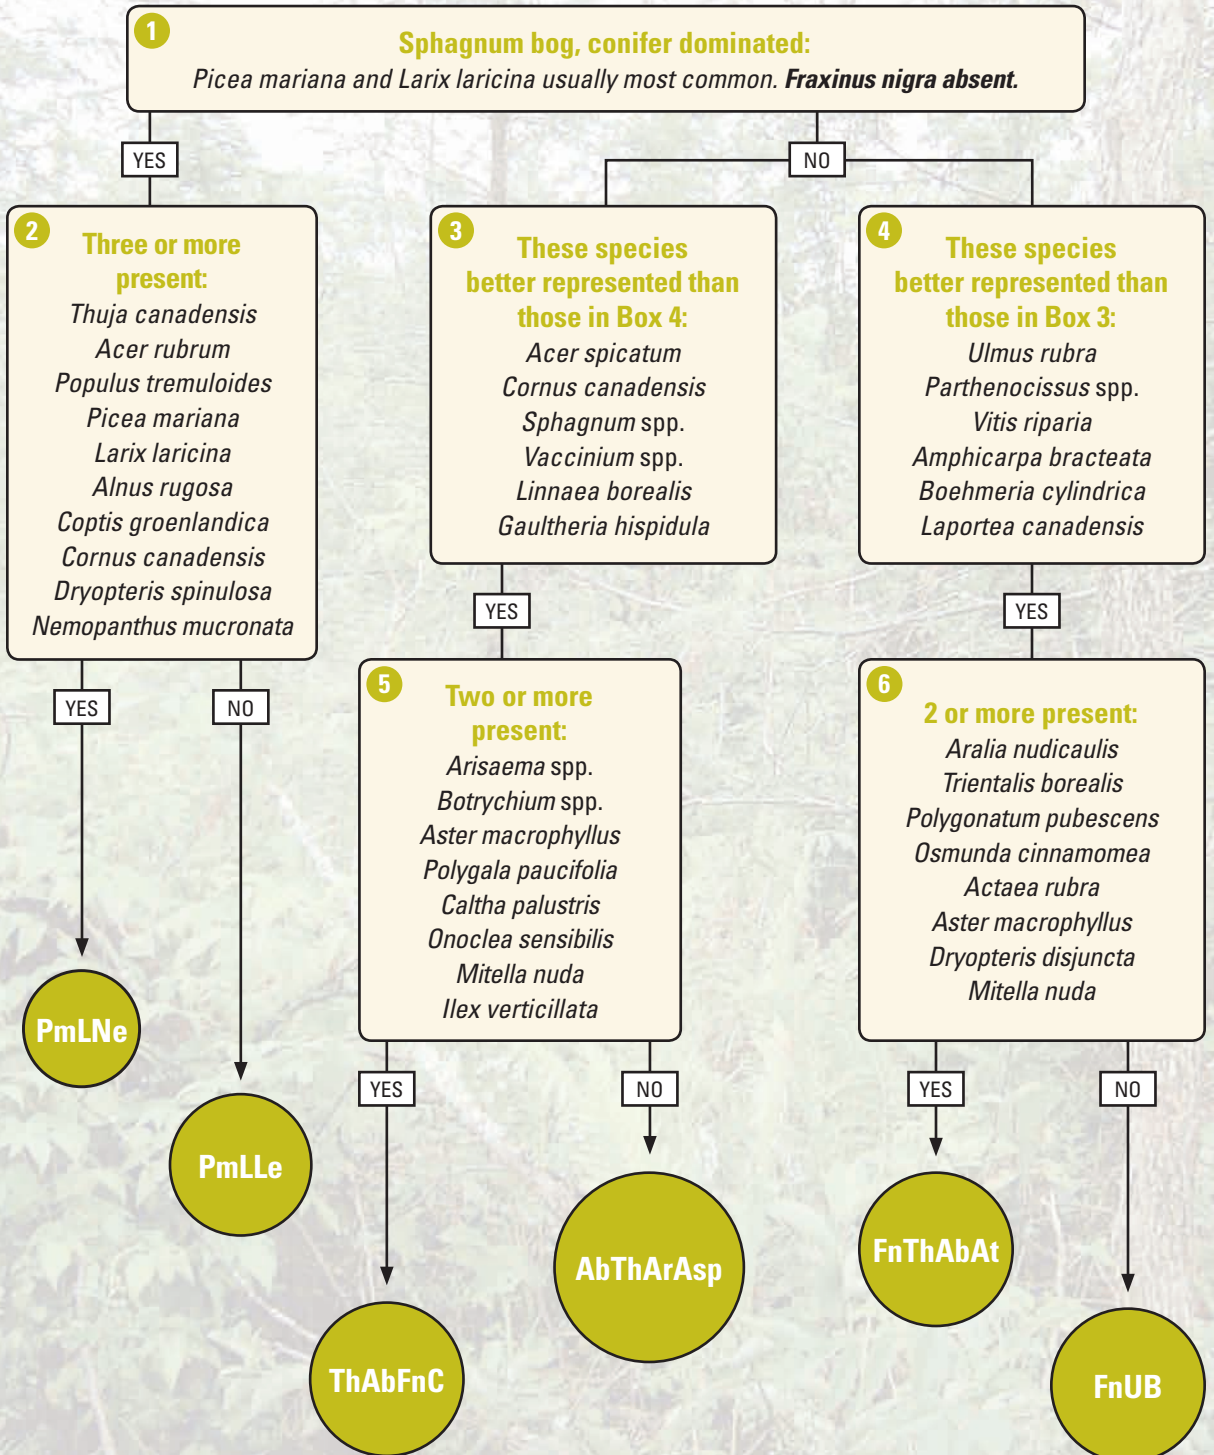 1
Sphagnum bog, conifer dominated:
Picea mariana and Larix laricina usually most common. Fraxinus nigra absent.
YES
NO
2
Three or more
present:
Thuja canadensis
Acer rubrum
Populus tremuloides
Picea mariana
Larix laricina
Alnus rugosa
Coptis groenlandica
Cornus canadensis
Dryopteris spinulosa
Nemopanthus mucronata
3
These species
better represented than
those in Box 4:
Acer spicatum
Cornus canadensis
Sphagnum spp.
Vaccinium spp.
Linnaea borealis
Gaultheria hispidula
4
These species
better represented than
those in Box 3:
Ulmus rubra
Parthenocissus spp.
Vitis riparia
Amphicarpa bracteata
Boehmeria cylindrica
Laportea canadensis
YES
YES
YES
NO
5
Two or more
present:
Arisaema spp.
Botrychium spp.
Aster macrophyllus
Polygala paucifolia
Caltha palustris
Onoclea sensibilis
Mitella nuda
Ilex verticillata
6
2 or more present:
Aralia nudicaulis
Trientalis borealis
Polygonatum pubescens
Osmunda cinnamomea
Actaea rubra
Aster macrophyllus
Dryopteris disjuncta
Mitella nuda
YES
NO
YES
NO
PmLNe
PmLLe
ThAbFnC
AbThArAsp
FnThAbAt
FnUB